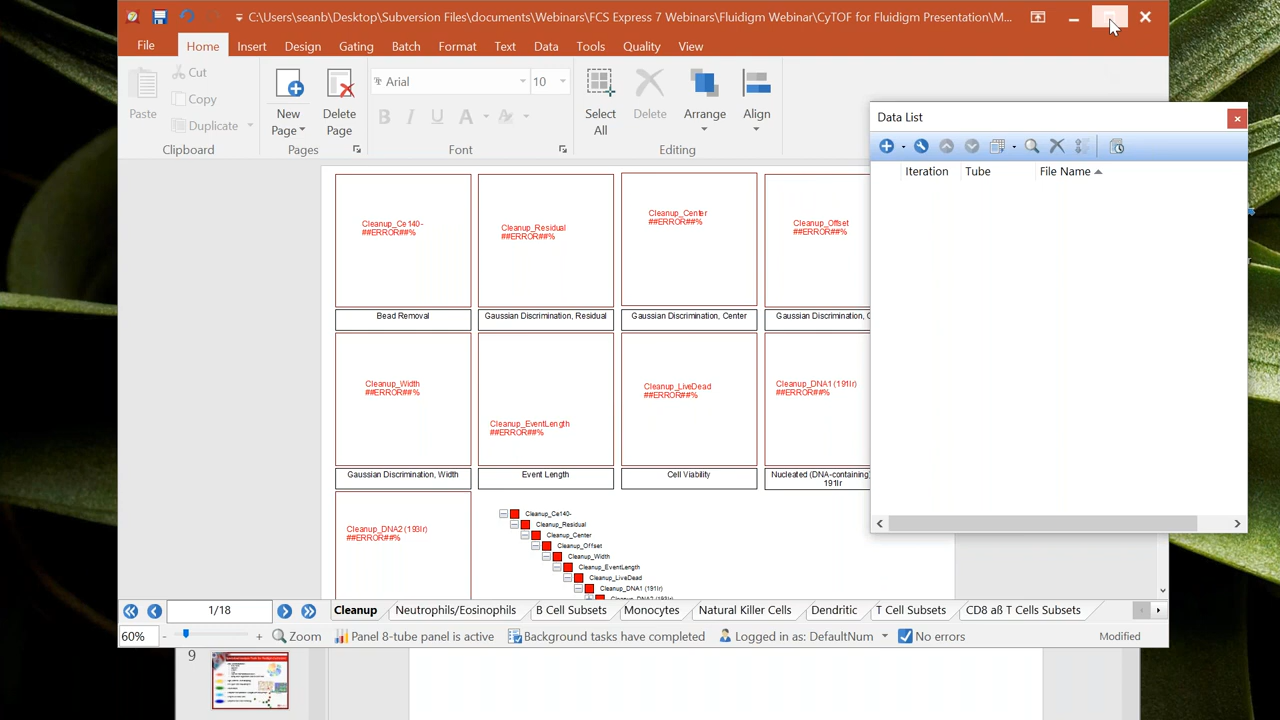 C:\Users\seanb\Desktop\Subversion Files\documents\Webinars\FCS Express 7 Webinars\Fluidigm Webinar\CyTOF for Fluidigm Presentation\M...
File
Home
Insert
Design
Gating
Batch
Format
Text
Data
Tools
Quality
View
Paste
Cut
Copy
Duplicate
Clipboard
New
Page
Delete
Page
Pages
Arial
10
B
I
U
A
Font
Select
All
Delete
Arrange
Align
Editing
Data List
Iteration
Tube
File Name
Cleanup_Ce140-
##ERROR##%
Cleanup_Residual
##ERROR##%
Cleanup_Center
##ERROR##%
Cleanup_Offset
##ERROR##%
Bead Removal
Gaussian Discrimination, Residual
Gaussian Discrimination, Center
Gaussian Discrimination, O
Cleanup_Width
##ERROR##%
Cleanup_EventLength
##ERROR##%
Cleanup_LiveDead
##ERROR##%
Cleanup_DNA1 (191Ir)
##ERROR##%
Gaussian Discrimination, Width
Event Length
Cell Viability
Nucleated (DNA-containing)
191Ir
Cleanup_DNA2 (193Ir)
##ERROR##%
Cleanup_Ce140-
Cleanup_Residual
Cleanup_Center
Cleanup_Offset
Cleanup_Width
Cleanup_EventLength
Cleanup_LiveDead
Cleanup_DNA1 (191Ir)
Cleanup_DNA2 (193Ir)
1/18
Cleanup
Neutrophils/Eosinophils
B Cell Subsets
Monocytes
Natural Killer Cells
Dendritic
T Cell Subsets
CD8 aß T Cells Subsets
60%
Zoom
Panel 8-tube panel is active
Background tasks have completed
Logged in as: DefaultNum
No errors
Modified
9